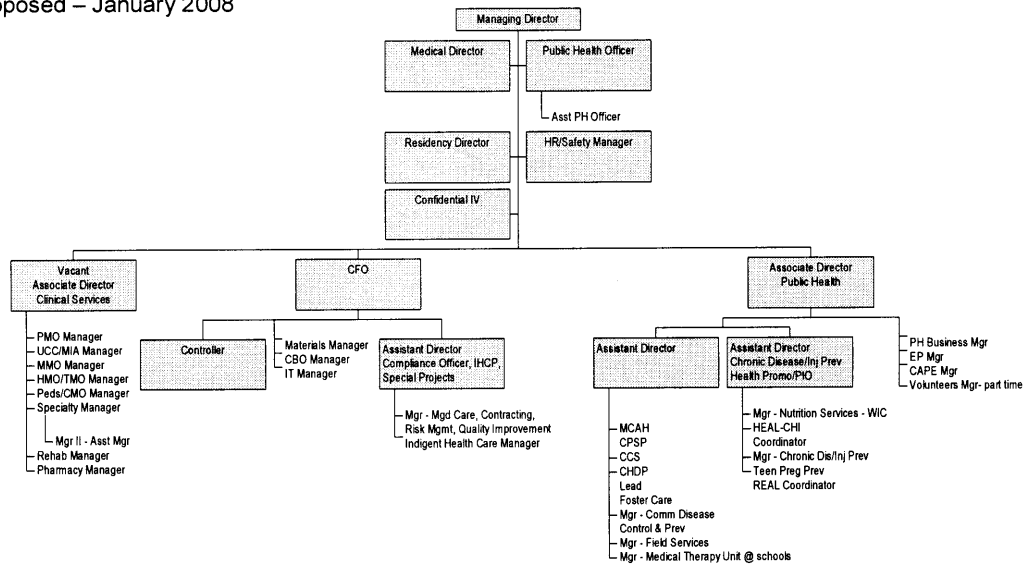 posed – January 2008
Managing Director
Medical Director
Public Health Officer
Asst PH Officer
Residency Director
HR/Safety Manager
Confidential IV
Vacant
Associate Director
Clinical Services
PMO Manager
UCC/MIA Manager
MMO Manager
HMO/TMO Manager
Peds/CMO Manager
Specialty Manager
Mgr II - Asst Mgr
Rehab Manager
Pharmacy Manager
CFO
Controller
Materials Manager
CBO Manager
IT Manager
Assistant Director
Compliance Officer, IHCP,
Special Projects
Mgr - Mgd Care, Contracting,
Risk Mgmt, Quality Improvement
Indigent Health Care Manager
Associate Director
Public Health
Assistant Director
MCAH
CPSP
CCS
CHDP
Lead
Foster Care
Mgr - Comm Disease
Control & Prev
Mgr - Field Services
Mgr - Medical Therapy Unit @ schools
Assistant Director
Chronic Disease/Inj Prev
Health Promo/PIO
Mgr - Nutrition Services - WIC
HEAL-CHI
Coordinator
Mgr - Chronic Dis/Inj Prev
Teen Preg Prev
REAL Coordinator
PH Business Mgr
EP Mgr
CAPE Mgr
Volunteers Mgr- part time